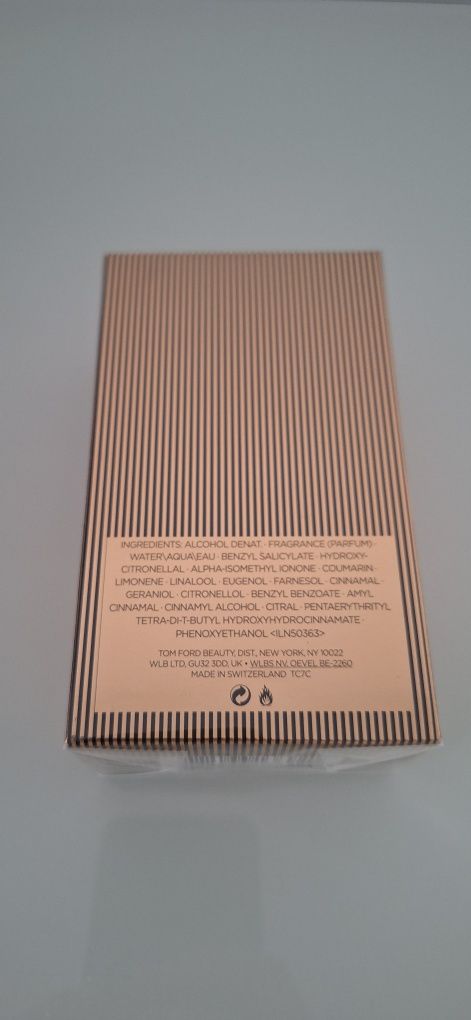 INGREDIENTS: ALCOHOL DENAT. · FRAGRANCE (PARFUM) ·
WATER\AQUA\EAU · BENZYL SALICYLATE · HYDROXY-
CITRONELLAL · ALPHA-ISOMETHYL IONONE · COUMARIN ·
LIMONENE · LINALOOL · EUGENOL · FARNESOL · CINNAMAL ·
GERANIOL · CITRONELLOL · BENZYL BENZOATE · AMYL
CINNAMAL · CINNAMYL ALCOHOL · CITRAL · PENTAERYTHRITYL
TETRA-DI-T-BUTYL HYDROXYHYDROCINNAMATE ·
PHENOXYETHANOL <ILN50363>
TOM FORD BEAUTY, DIST., NEW YORK, NY 10022
WLB LTD, GU32 3DD, UK • WLBS NV, OEVEL BE-2260
MADE IN SWITZERLAND TC7C